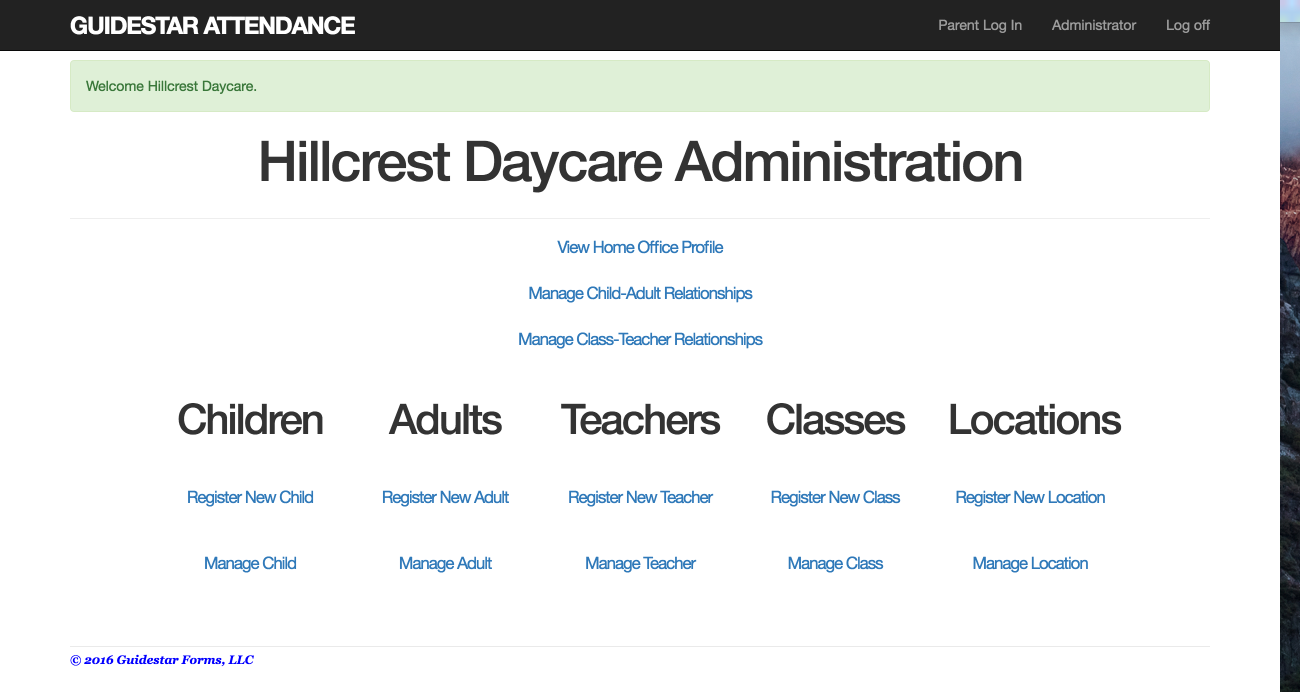 GUIDESTAR ATTENDANCE Parent Log In Administrator Log off
Welcome Hillcrest Daycare.
Hillcrest Daycare Administration
View Home Office Profile
Manage Child-Adult Relationships
Manage Class-Teacher Relationships
Children Adults Teachers Classes Locations
Register New Child Register New Adult Register New Teacher Register New Class Register New Location
Manage Child Manage Adult Manage Teacher Manage Class Manage Location
© 2016 Guidestar Forms, LLC